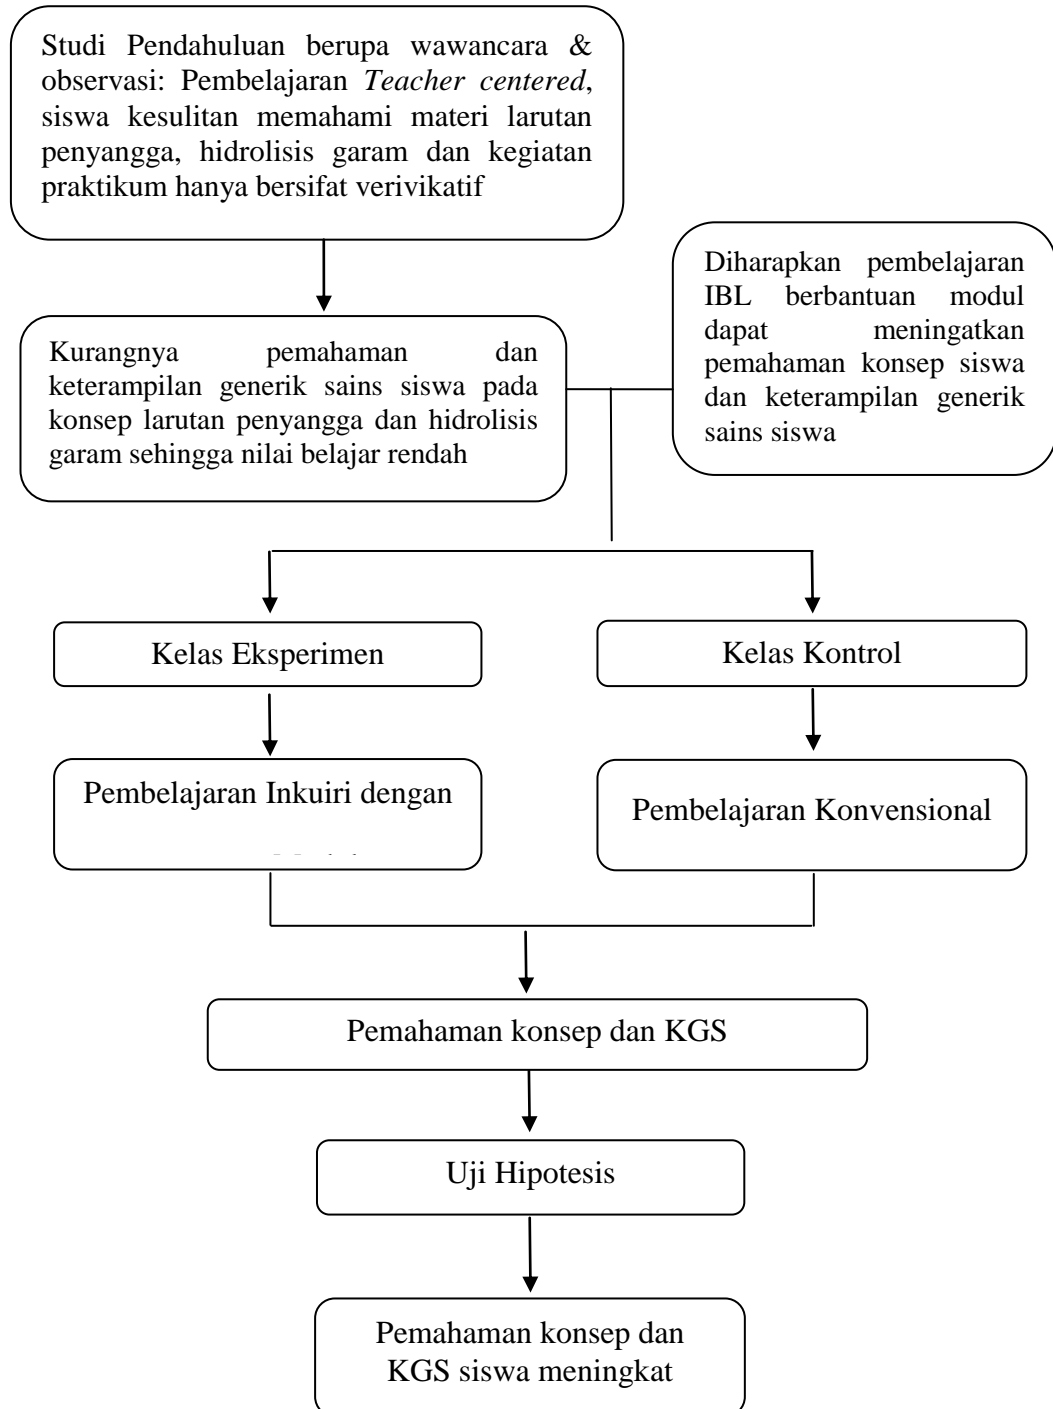 Studi Pendahuluan berupa wawancara &
observasi: Pembelajaran Teacher centered,
siswa kesulitan memahami materi larutan
penyangga, hidrolisis garam dan kegiatan
praktikum hanya bersifat verivikatif
Diharapkan pembelajaran
IBL berbantuan modul
dapat meningatkan
pemahaman konsep siswa
dan keterampilan generik
sains siswa
Kurangnya pemahaman dan
keterampilan generik sains siswa pada
konsep larutan penyangga dan hidrolisis
garam sehingga nilai belajar rendah
Kelas Eksperimen
Kelas Kontrol
Pembelajaran Inkuiri dengan
Pembelajaran Konvensional
Pemahaman konsep dan KGS
Uji Hipotesis
Pemahaman konsep dan
KGS siswa meningkat